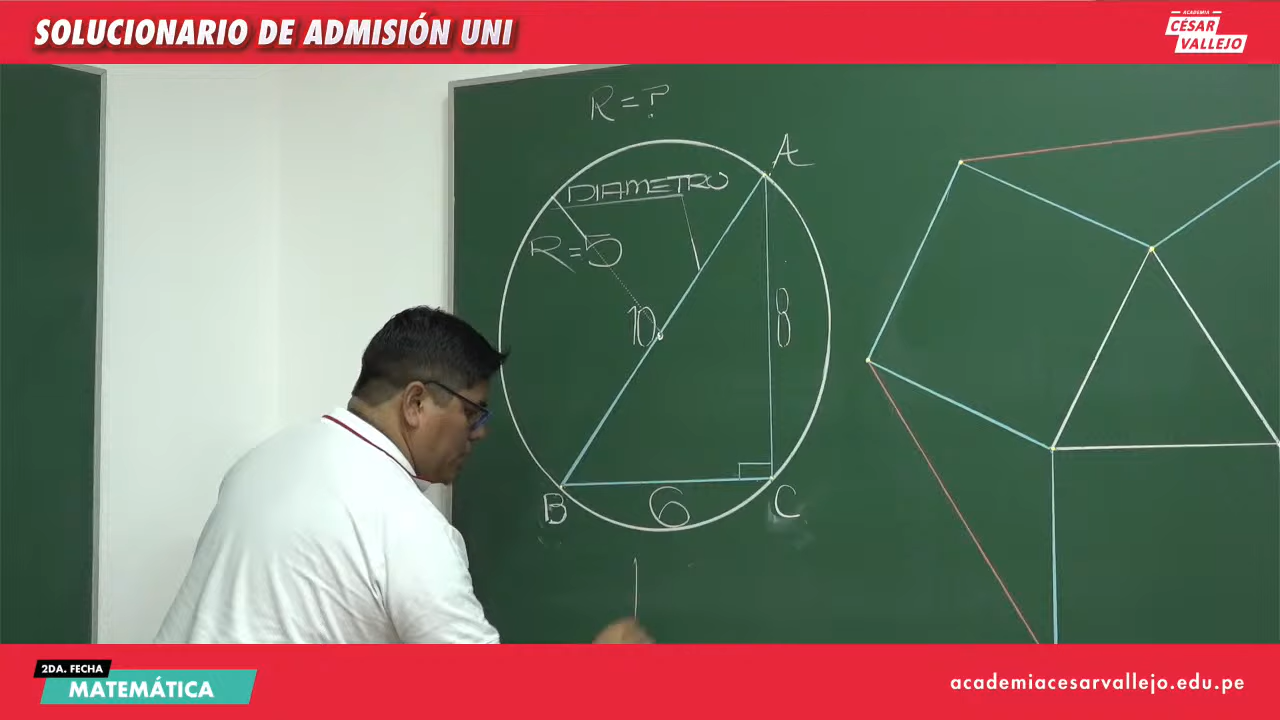 SOLUCIONARIO DE ADMISIÓN UNI
ACADEMIA
CÉSAR
VALLEJO
R = ?
A
DIAMETRO
R = 5
10
8
B
6
C
2DA. FECHA
MATEMÁTICA
academiacesarvallejo.edu.pe